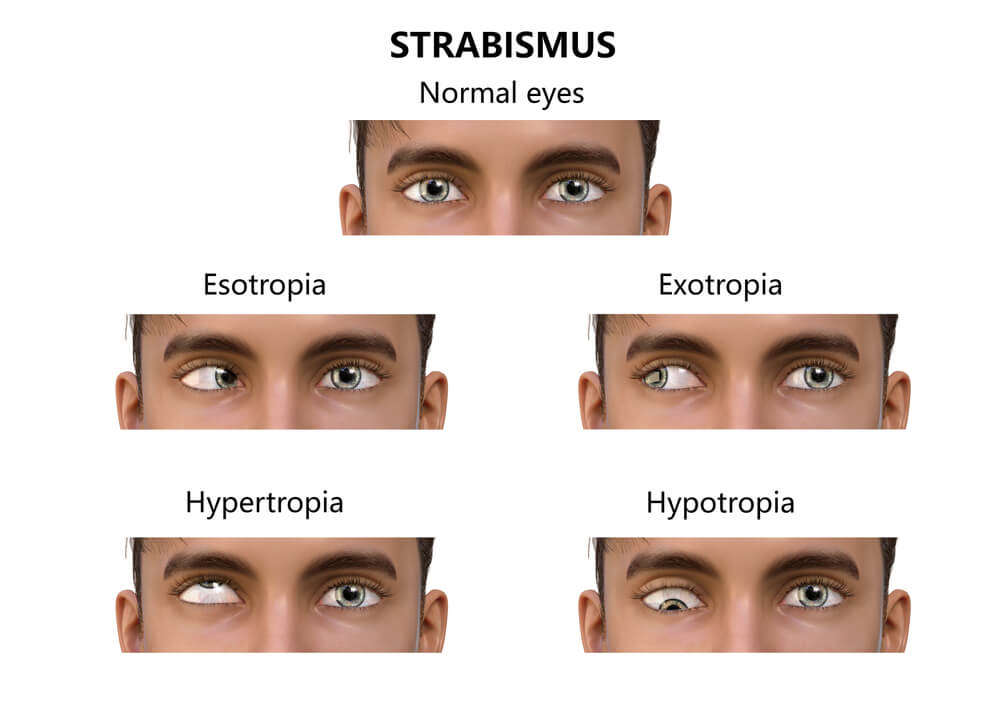 STRABISMUS
Normal eyes
Esotropia
Exotropia
Hypertropia
Hypotropia